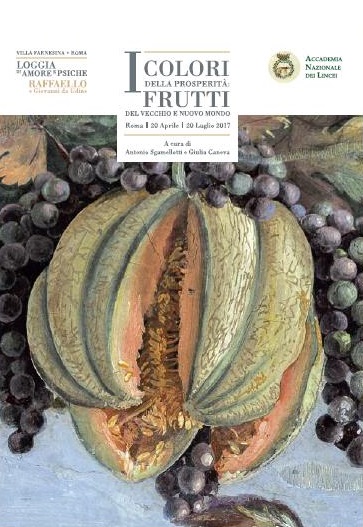 VILLA FARNESINA • ROMA
LOGGIA
DI AMORE E PSICHE
RAFFAELLO
e Giovanni da Udine
I COLORI
DELLA PROSPERITÀ:
FRUTTI
DEL VECCHIO E NUOVO MONDO
Roma | 20 Aprile | 20 Luglio 2017
A cura di
Antonio Sgamellotti e Giulia Caneva
ACCADEMIA
NAZIONALE
DEI LINCEI